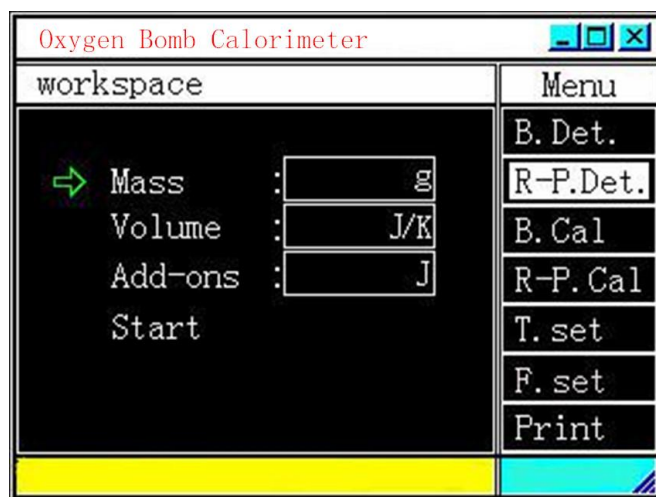 Oxygen Bomb Calorimeter
workspace
Menu
Mass : g
Volume : J/K
Add-ons : J
Start
B. Det.
R-P.Det.
B. Cal
R-P. Cal
T. set
F. set
Print